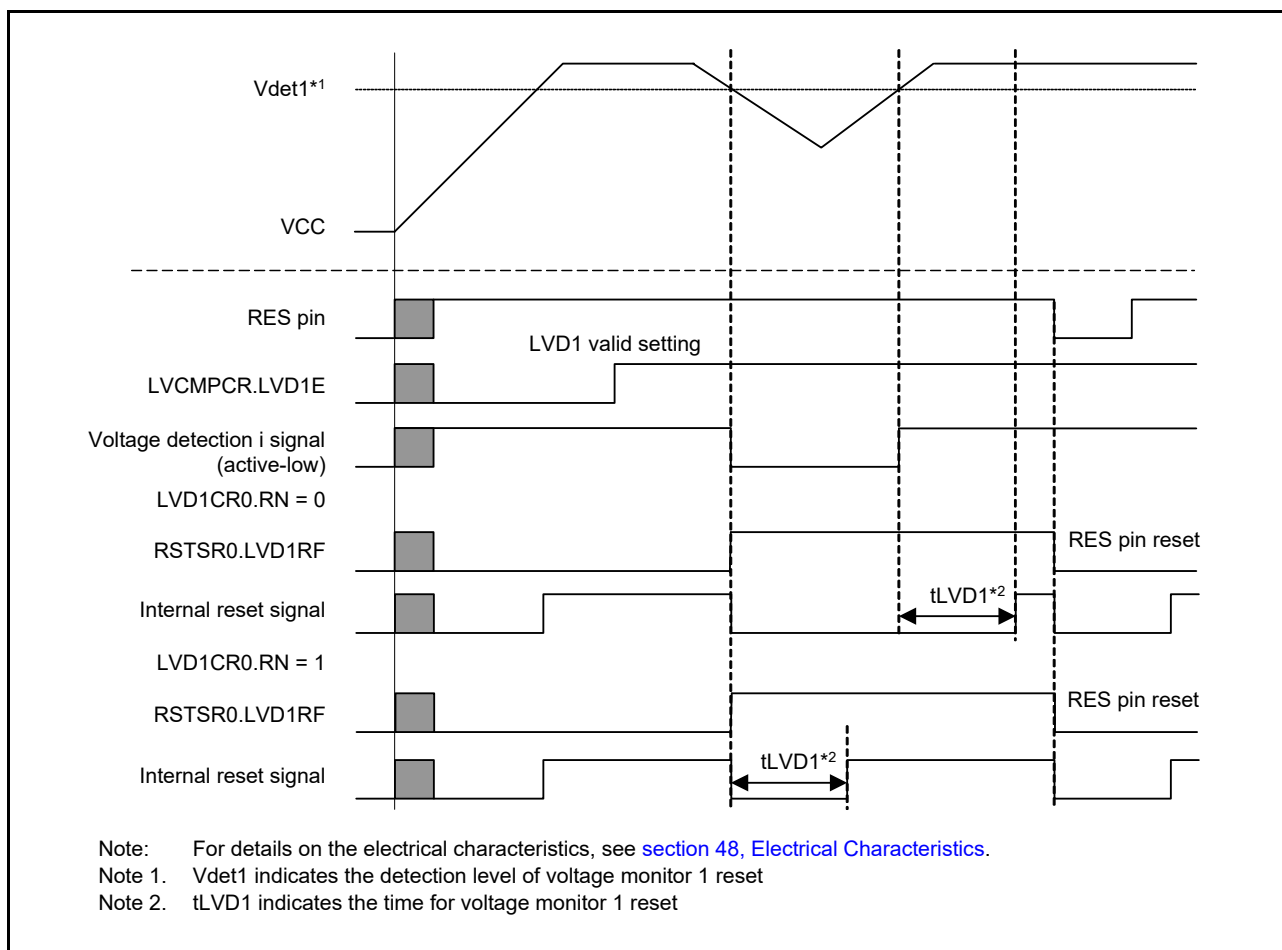 Vdet1*1
VCC
RES pin
LVD1 valid setting
LVCMPCR.LVD1E
Voltage detection i signal
(active-low)
LVD1CR0.RN = 0
RSTSR0.LVD1RF
RES pin reset
Internal reset signal
tLVD1*2
LVD1CR0.RN = 1
RSTSR0.LVD1RF
RES pin reset
Internal reset signal
tLVD1*2
Note: For details on the electrical characteristics, see section 48, Electrical Characteristics.
Note 1. Vdet1 indicates the detection level of voltage monitor 1 reset
Note 2. tLVD1 indicates the time for voltage monitor 1 reset